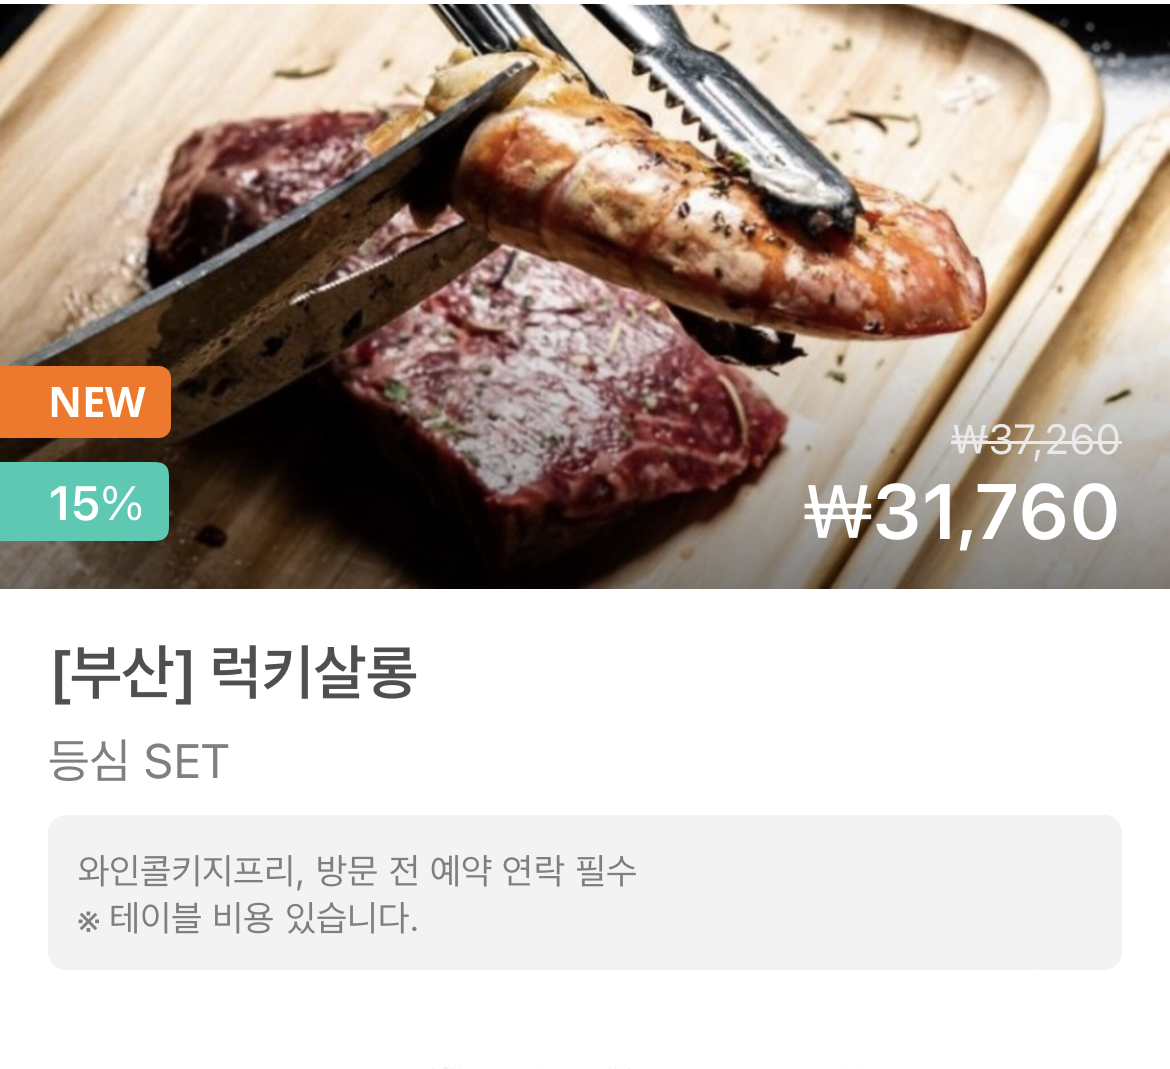 NEW
15%
₩37,260
₩31,760
[부산] 럭키살롱
등심 SET
와인콜키지프리, 방문 전 예약 연락 필수
※ 테이블 비용 있습니다.